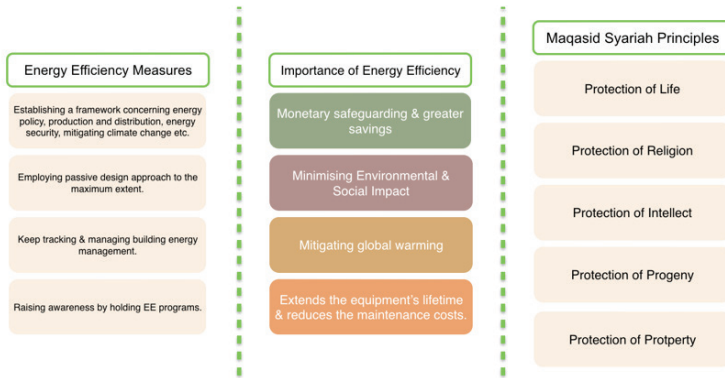 Energy Efficiency Measures
Establishing a framework concerning energy
policy, production and distribution, energy
security, mitigating climate change etc.
Employing passive design approach to the
maximum extent.
Keep tracking & managing building energy
management.
Raising awareness by holding EE programs.
Importance of Energy Efficiency
Monetary safeguarding & greater
savings
Minimising Environmental &
Social Impact
Mitigating global warming
Extends the equipment's lifetime
& reduces the maintenance costs.
Maqasid Syariah Principles
Protection of Life
Protection of Religion
Protection of Intellect
Protection of Progeny
Protection of Protperty